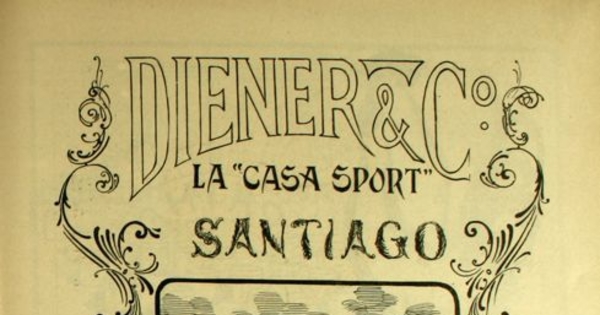 DIENER & Cº.
LA "CASA SPORT"
SANTIAGO